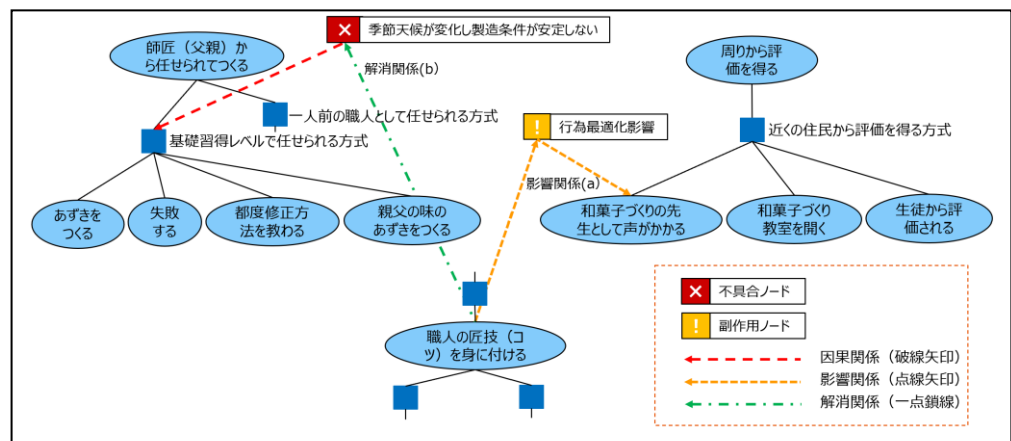 季節天候が変化し製造条件が安定しない
師匠（父親）か
ら任せられてつくる
解消関係(b)
周りから評
価を得る
一人前の職人として任せられる方式
基礎習得レベルで任せられる方式
! 行為最適化影響
近くの住民から評価を得る方式
影響関係(a)
あずきを
つくる
失敗
する
都度修正方
法を教わる
親父の味の
あずきをつくる
和菓子づくりの先
生として声がかかる
和菓子づくり
教室を開く
生徒から評
価される
不具合ノード
! 副作用ノード
職人の匠技（コ
ツ）を身に付ける
因果関係（破線矢印）
影響関係（点線矢印）
解消関係（一点鎖線）